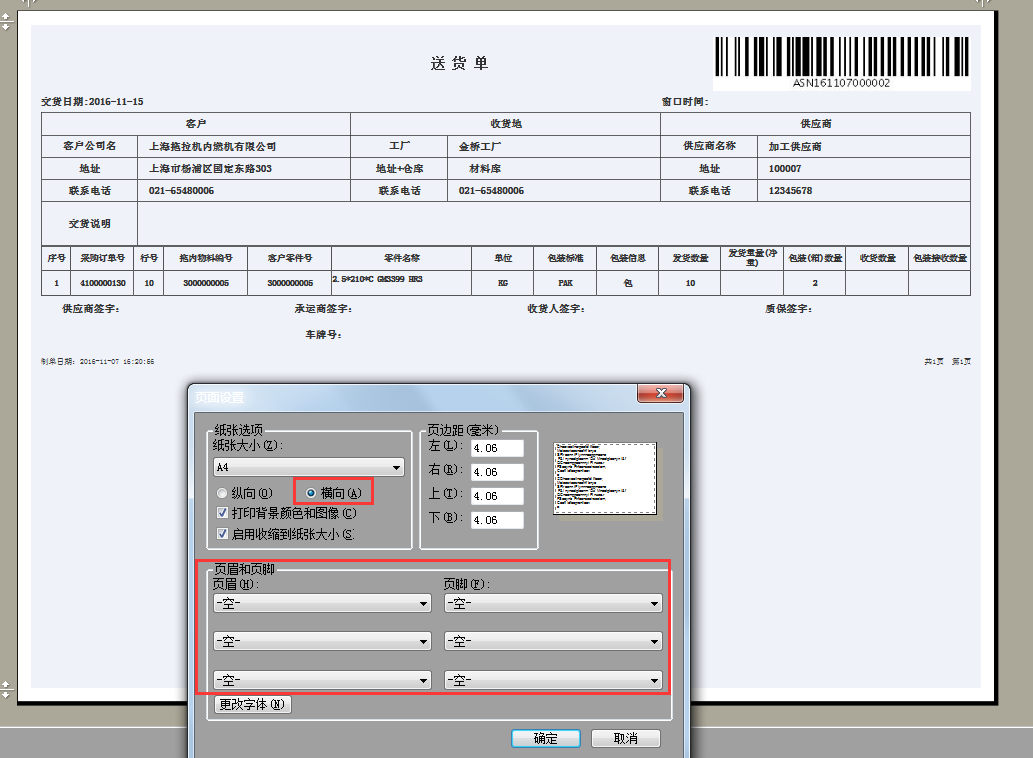 送 货 单
ASN161107000002
交货日期:2016-11-15 窗口时间:
客户 收货地 供应商
客户公司名 上海拖拉机内燃机有限公司 工厂 金桥工厂 供应商名称 加工供应商
地址 上海市杨浦区国定东路303 地址+仓库 材料库 地址 100007
联系电话 021-65480006 联系电话 021-65480006 联系电话 12345678
交货说明
序号 采购订单号 行号 拖内物料编号 客户零件号 零件名称 单位 包装标准 包装信息 发货数量 发货重量(净重) 包装(箱)数量 收货数量 包装接收数量
1 4100000130 10 3000000005 3000000005 2.5*210*C GM3399 HR3 KG PAK 包 10 2
供应商签字: 承运商签字: 收货人签字: 质保签字:
车牌号:
制单日期: 2016-11-07 16:20:56 共1页 第1页
页面设置
纸张选项
纸张大小(Z):
A4
纵向(O) 横向(A)
打印背景颜色和图像(C)
启用收缩到纸张大小(S)
页边距(毫米)
左(L): 4.06
右(R): 4.06
上(T): 4.06
下(B): 4.06
页眉和页脚
页眉(H): 页脚(F):
-空- -空-
-空- -空-
-空- -空-
更改字体(N)
确定 取消